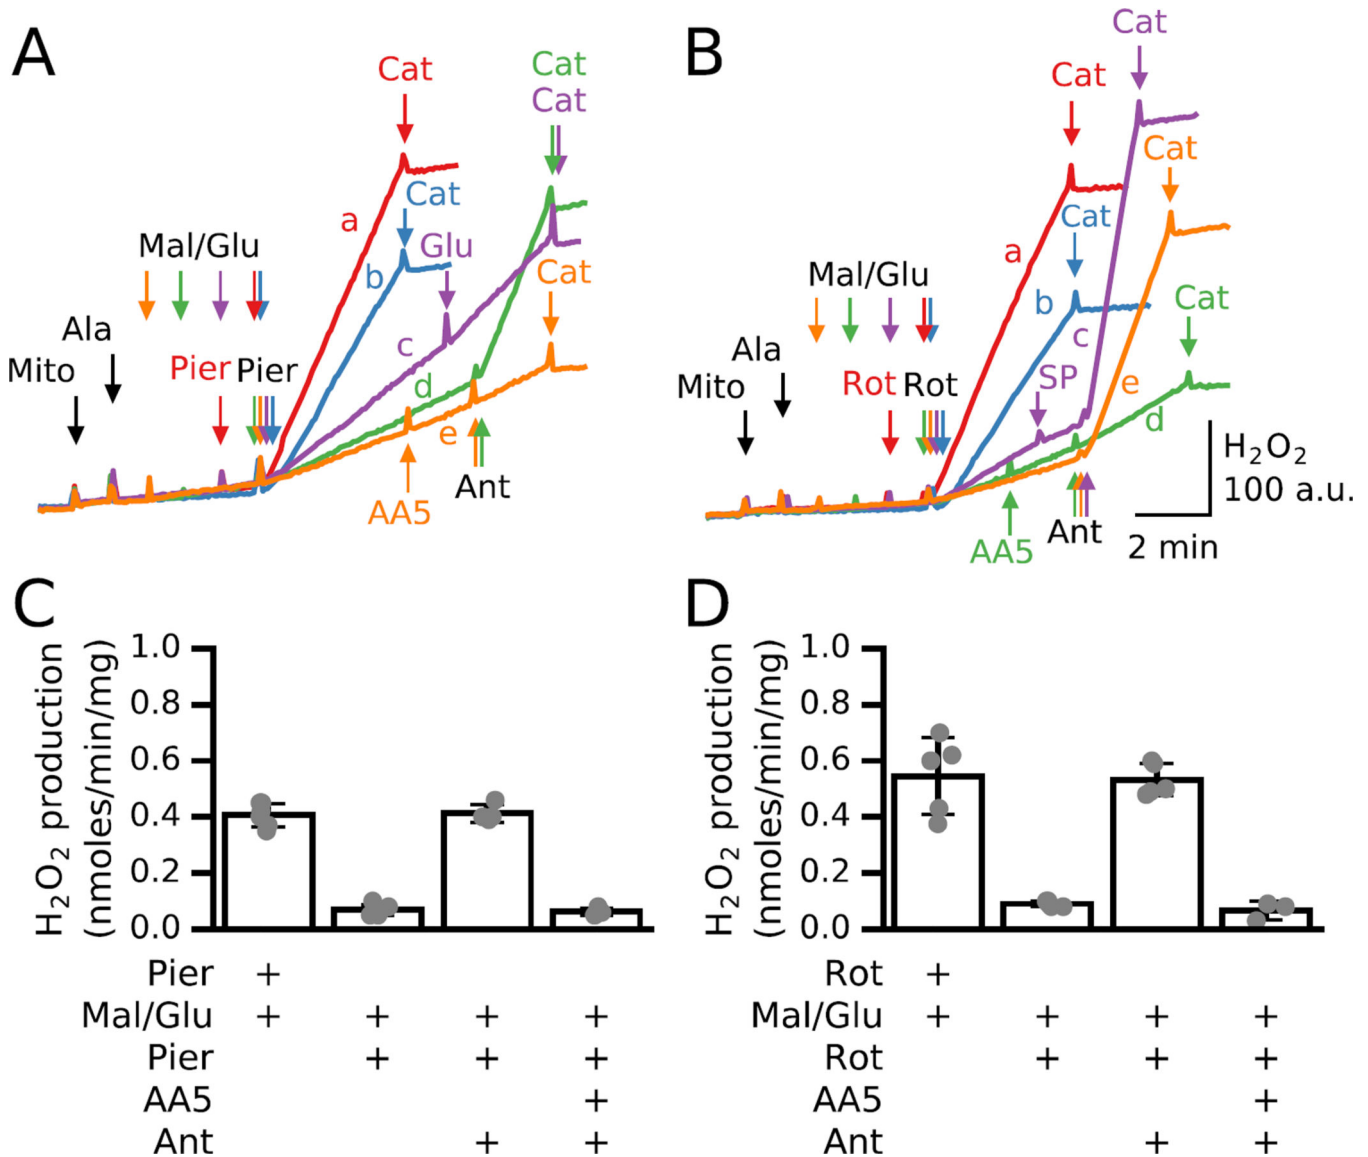 A
Cat
Cat
Cat
a
Cat
Mal/Glu
b
Glu
Cat
Ala
Mito
Pier
Pier
c
d
e
AA5
Ant
B
Cat
Cat
Cat
a
Cat
Mal/Glu
b
c
Cat
Ala
Mito
Rot
Rot
SP
e
d
AA5
Ant
H₂O₂
100 a.u.
2 min
C
H₂O₂ production
(nmoles/min/mg)
1.0
0.8
0.6
0.4
0.2
0.0
Pier +
Mal/Glu + + + +
Pier + + +
AA5 +
Ant + +
D
H₂O₂ production
(nmoles/min/mg)
1.0
0.8
0.6
0.4
0.2
0.0
Rot +
Mal/Glu + + + +
Rot + + +
AA5 +
Ant + +